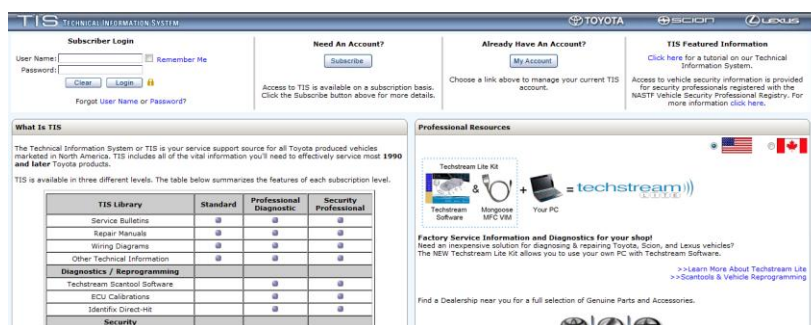 TIS TECHNICAL INFORMATION SYSTEM
TOYOTA
SCION
LEXUS
Subscriber Login
User Name:
Remember Me
Password:
Clear
Login
Forgot User Name or Password?
Need An Account?
Subscribe
Access to TIS is available on a subscription basis.
Click the Subscribe button above for more details.
Already Have An Account?
My Account
Choose a link above to manage your current TIS
account.
TIS Featured Information
Click here for a tutorial on our Technical
Information System.
Access to vehicle security information is provided
for security professionals registered with the
NASTF Vehicle Security Professional Registry. For
more information click here.
What Is TIS
The Technical Information System or TIS is your service support source for all Toyota produced vehicles
marketed in North America. TIS includes all of the vital information you'll need to effectively service most 1990
and later Toyota products.
TIS is available in three different levels. The table below summarizes the features of each subscription level.
TIS Library
Standard
Professional
Diagnostic
Security
Professional
Service Bulletins
Repair Manuals
Wiring Diagrams
Other Technical Information
Diagnostics / Reprogramming
Techstream Scantool Software
ECU Calibrations
Identifix Direct-Hit
Security
Professional Resources
Techstream Lite Kit
& + = techstream
LITE
Techstream
Software
Mongoose
MFC VIM
Your PC
Factory Service Information and Diagnostics for your shop!
Need an inexpensive solution for diagnosing & repairing Toyota, Scion, and Lexus vehicles?
The NEW Techstream Lite Kit allows you to use your own PC with Techstream Software.
>>Learn More About Techstream Lite
>>Scantools & Vehicle Reprogramming
Find a Dealership near you for a full selection of Genuine Parts and Accessories.